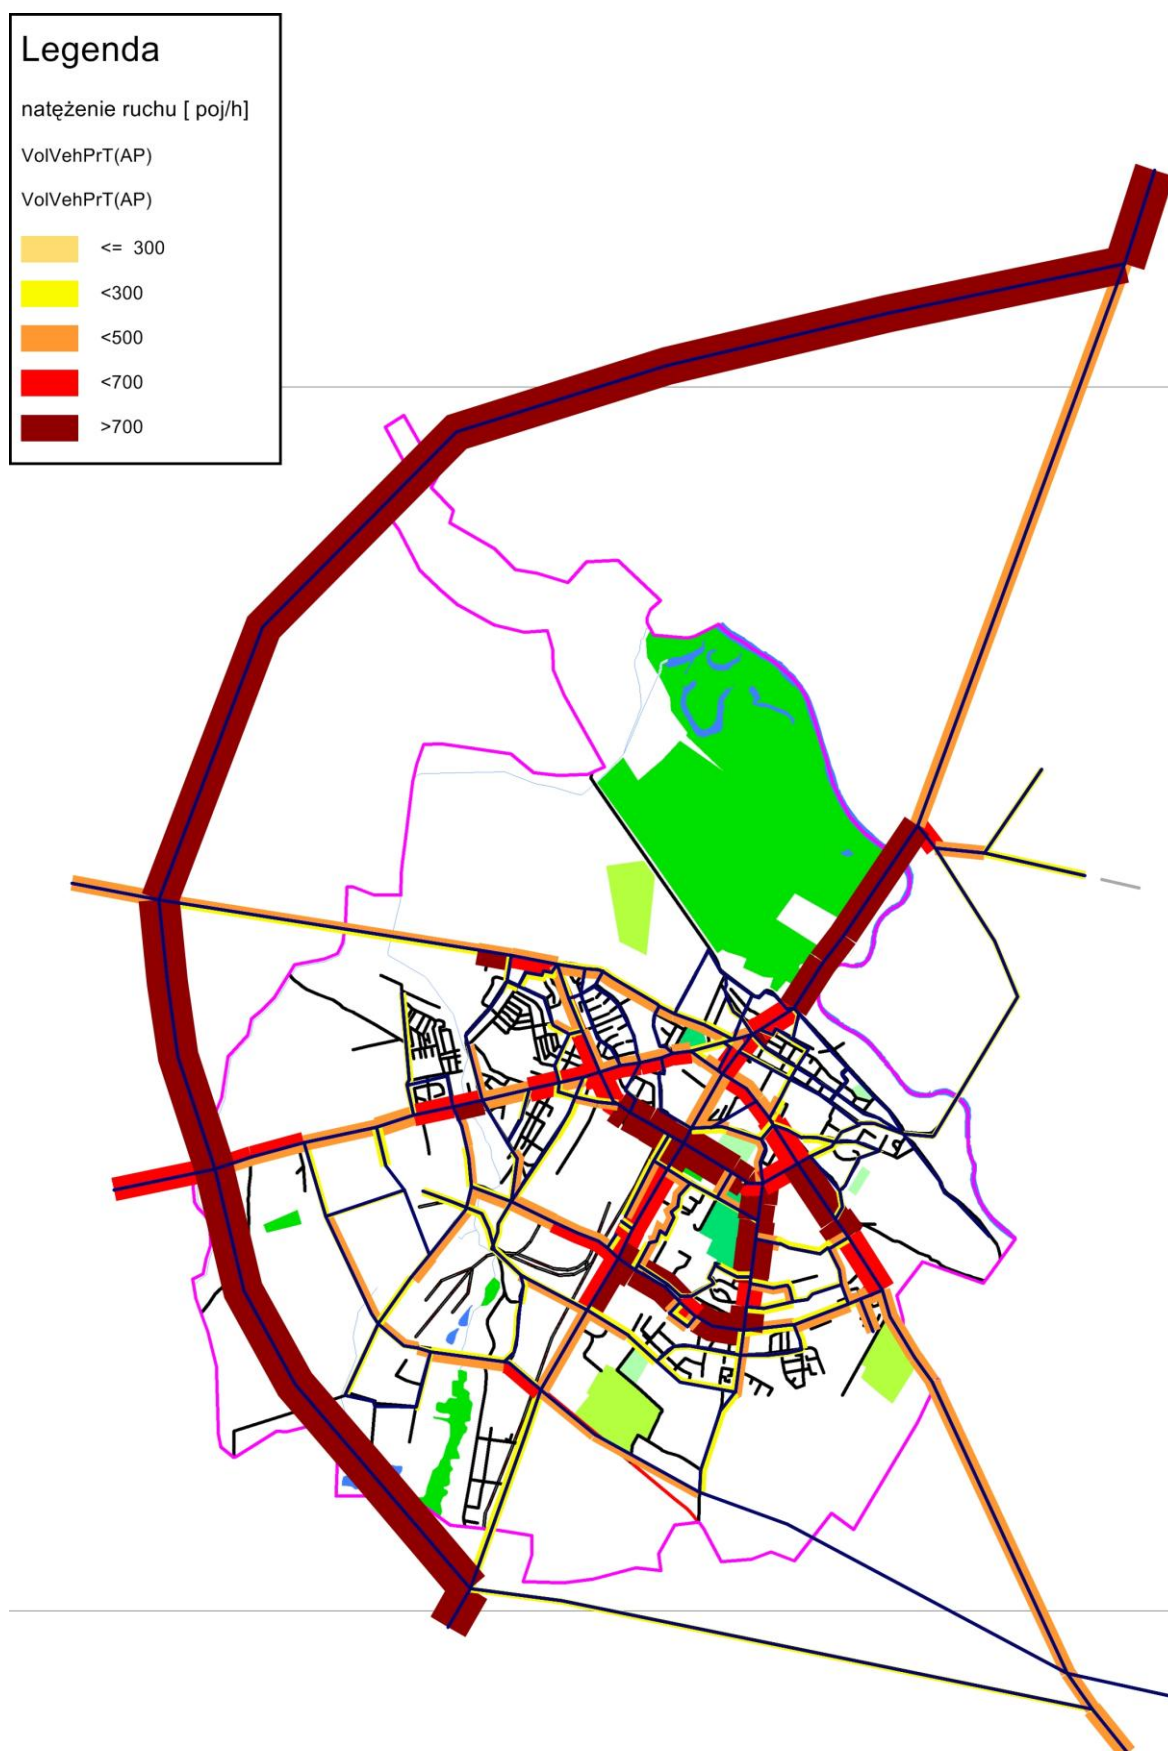 Legenda
natężenie ruchu [ poj/h]
VolVehPrT(AP)
VolVehPrT(AP)
<= 300
<300
<500
<700
>700